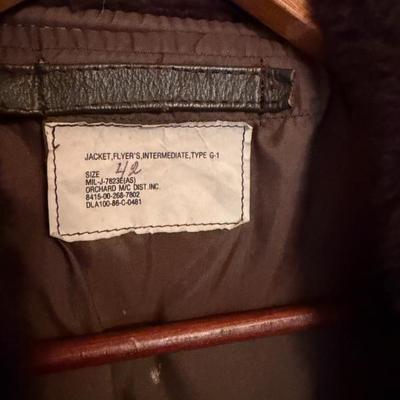 JACKET,FLYER'S,INTERMEDIATE,TYPE G-1
SIZE 42
MIL-J-7823E(AS)
ORCHARD M/C DIST. INC.
8415-00-268-7802
DLA100-86-C-0461